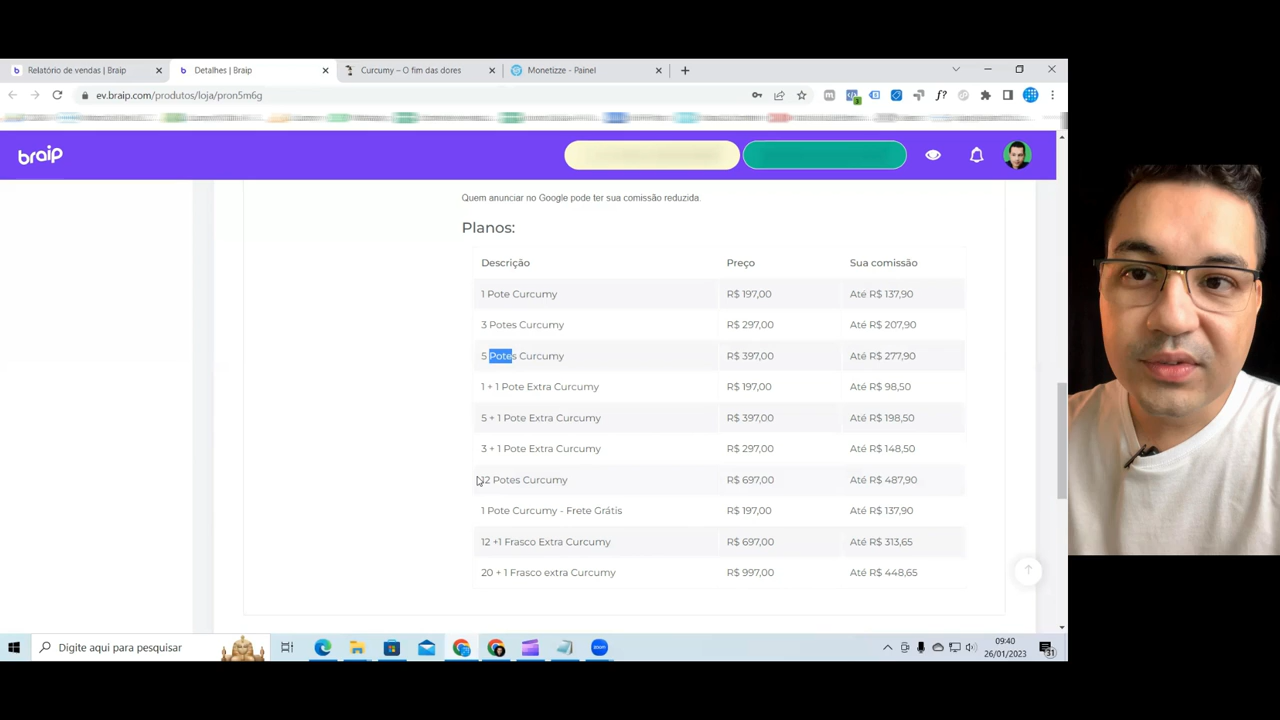 Relatório de vendas | Braip
Detalhes | Braip
Curcumy – O fim das dores
Monetizze - Painel
ev.braip.com/produtos/loja/pron5m6g
f?
braip
Quem anunciar no Google pode ter sua comissão reduzida.
Planos:
Descrição Preço Sua comissão
1 Pote Curcumy R$ 197,00 Até R$ 137,90
3 Potes Curcumy R$ 297,00 Até R$ 207,90
5 Potes Curcumy R$ 397,00 Até R$ 277,90
1 + 1 Pote Extra Curcumy R$ 197,00 Até R$ 98,50
5 + 1 Pote Extra Curcumy R$ 397,00 Até R$ 198,50
3 + 1 Pote Extra Curcumy R$ 297,00 Até R$ 148,50
12 Potes Curcumy R$ 697,00 Até R$ 487,90
1 Pote Curcumy - Frete Grátis R$ 197,00 Até R$ 137,90
12 +1 Frasco Extra Curcumy R$ 697,00 Até R$ 313,65
20 + 1 Frasco extra Curcumy R$ 997,00 Até R$ 448,65
Digite aqui para pesquisar
09:40
26/01/2023
31